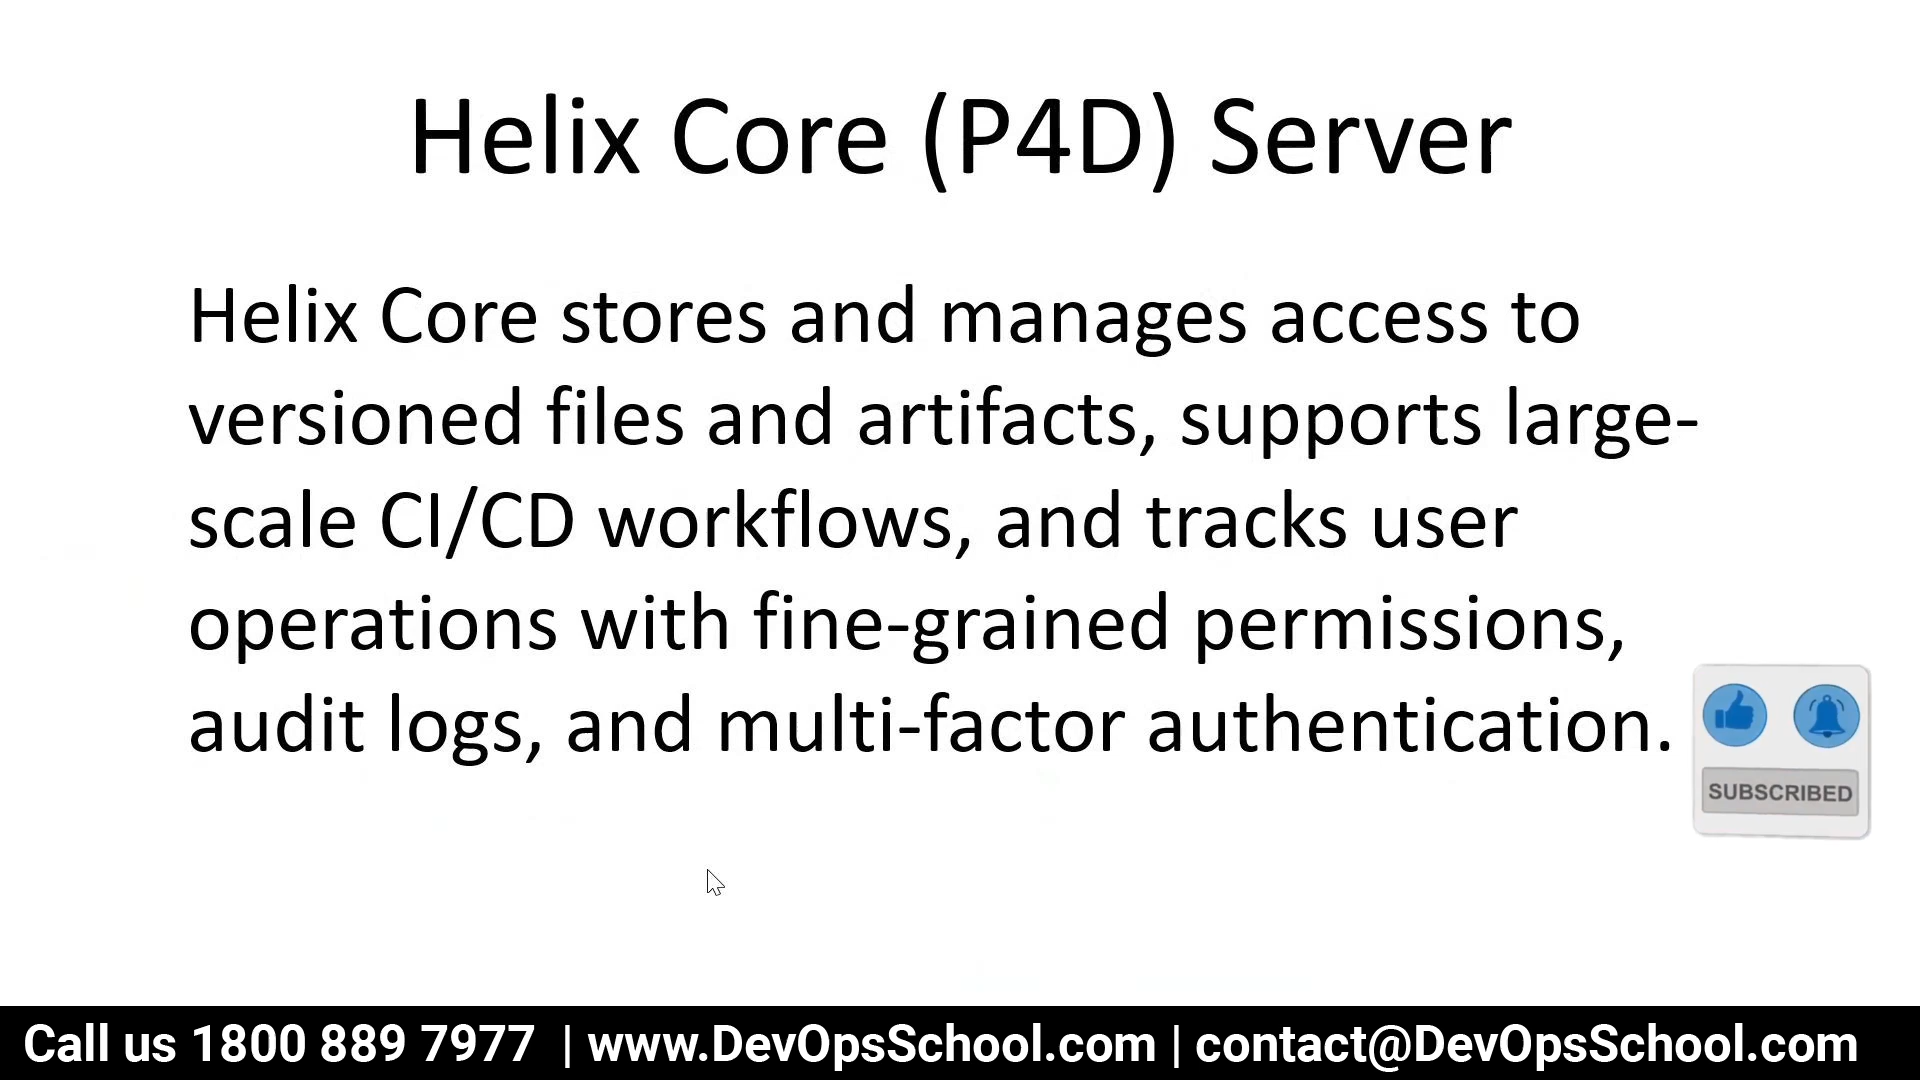 Helix Core (P4D) Server
Helix Core stores and manages access to
versioned files and artifacts, supports large-
scale CI/CD workflows, and tracks user
operations with fine-grained permissions,
audit logs, and multi-factor authentication.
SUBSCRIBED
Call us 1800 889 7977 | www.DevOpsSchool.com | contact@DevOpsSchool.com